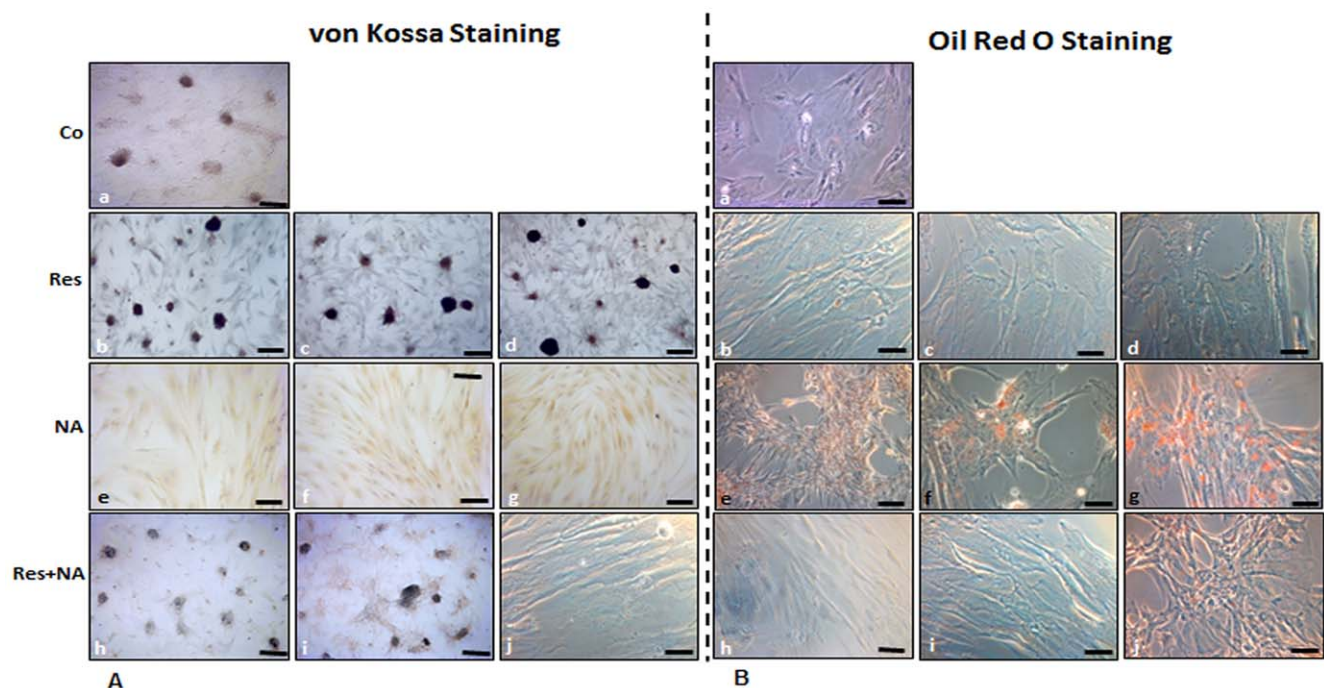 von Kossa Staining
Oil Red O Staining
Co
a
a
Res
b
c
d
b
c
d
NA
e
f
g
e
f
g
Res+NA
h
i
j
h
i
j
A
B